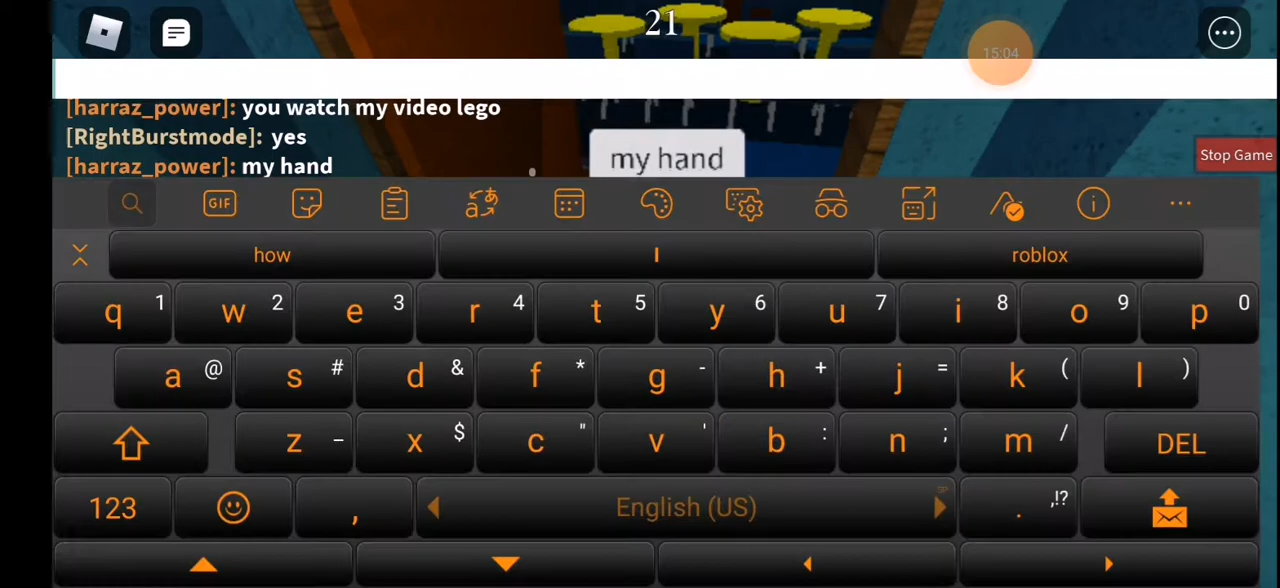 21
15:04
[harraz_power]: you watch my video lego
[RightBurstmode]: yes
[harraz_power]: my hand
my hand
Stop Game
GIF
how I roblox
q 1 w 2 e 3 r 4 t 5 y 6 u 7 i 8 o 9 p 0
a @ s # d & f * g - h + j = k ( l )
z _ x $ c " v ' b : n ; m / DEL
123 , English (US) . ,!?